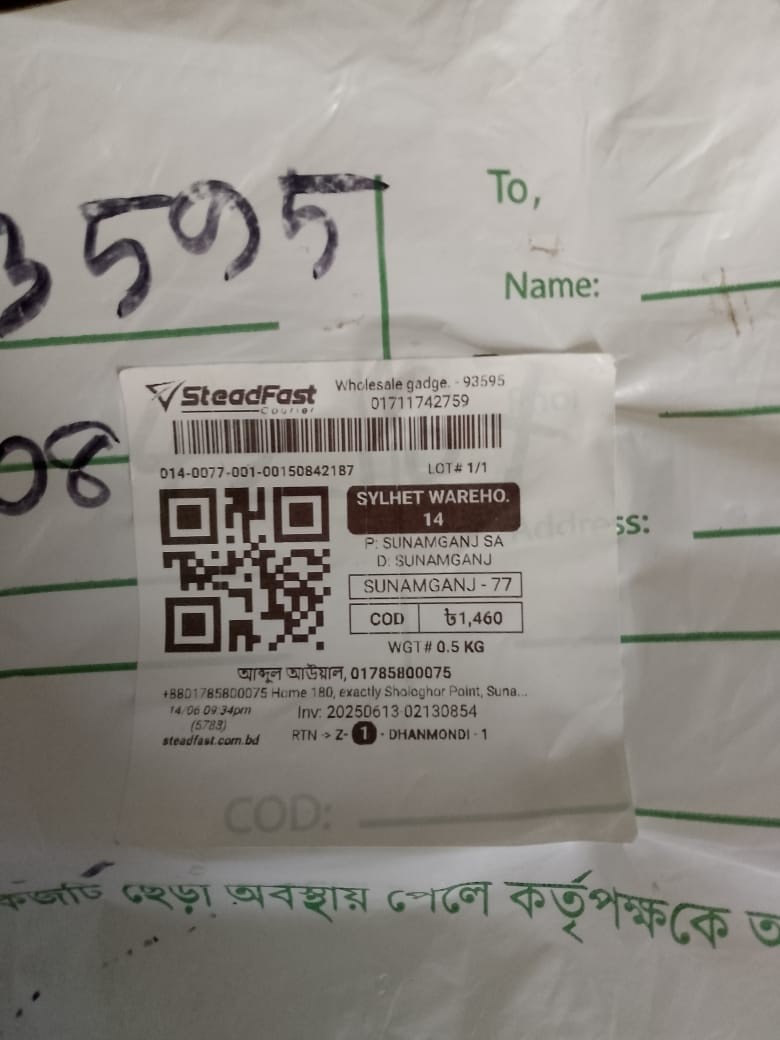 3595
To,
Name:
08
SteadFast
Courier
Wholesale gadge. - 93595
01711742759
014-0077-001-00150842187
LOT# 1/1
SYLHET WAREHO.
14
P: SUNAMGANJ SA
D: SUNAMGANJ
SUNAMGANJ - 77
COD ৳1,460
WGT# 0.5 KG
Address:
আব্দুল আউয়াল, 01785800075
+8801785800075 Home 180, exactly Shologhor Point, Suna...
14/06 09:34pm
(5783)
steadfast.com.bd
Inv: 20250613-02130854
RTN -> Z- 1 - DHANMONDI - 1
COD:
ছেড়া অবস্থায় পেলে কর্তৃপক্ষকে